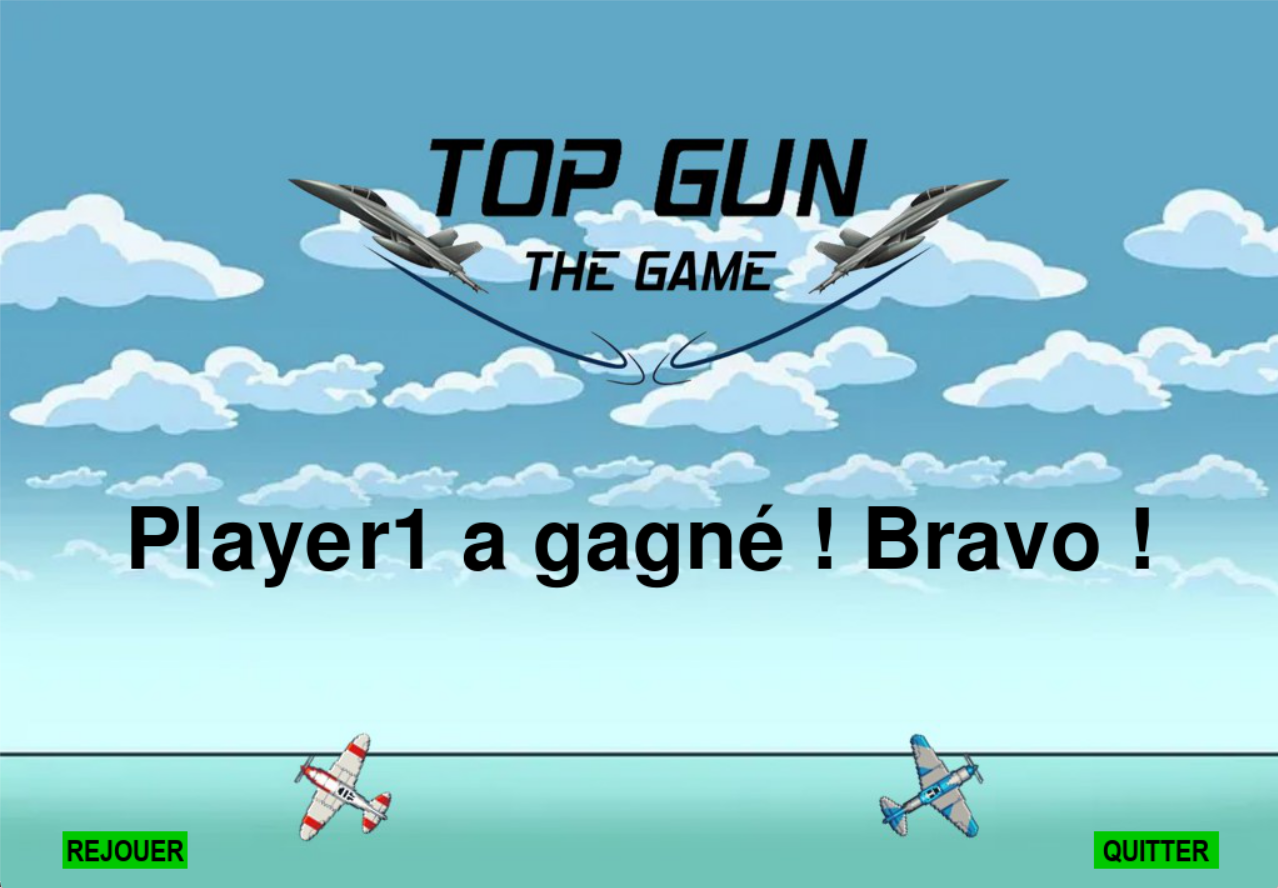 TOP GUN
THE GAME
Player1 a gagné ! Bravo !
REJOUER
QUITTER